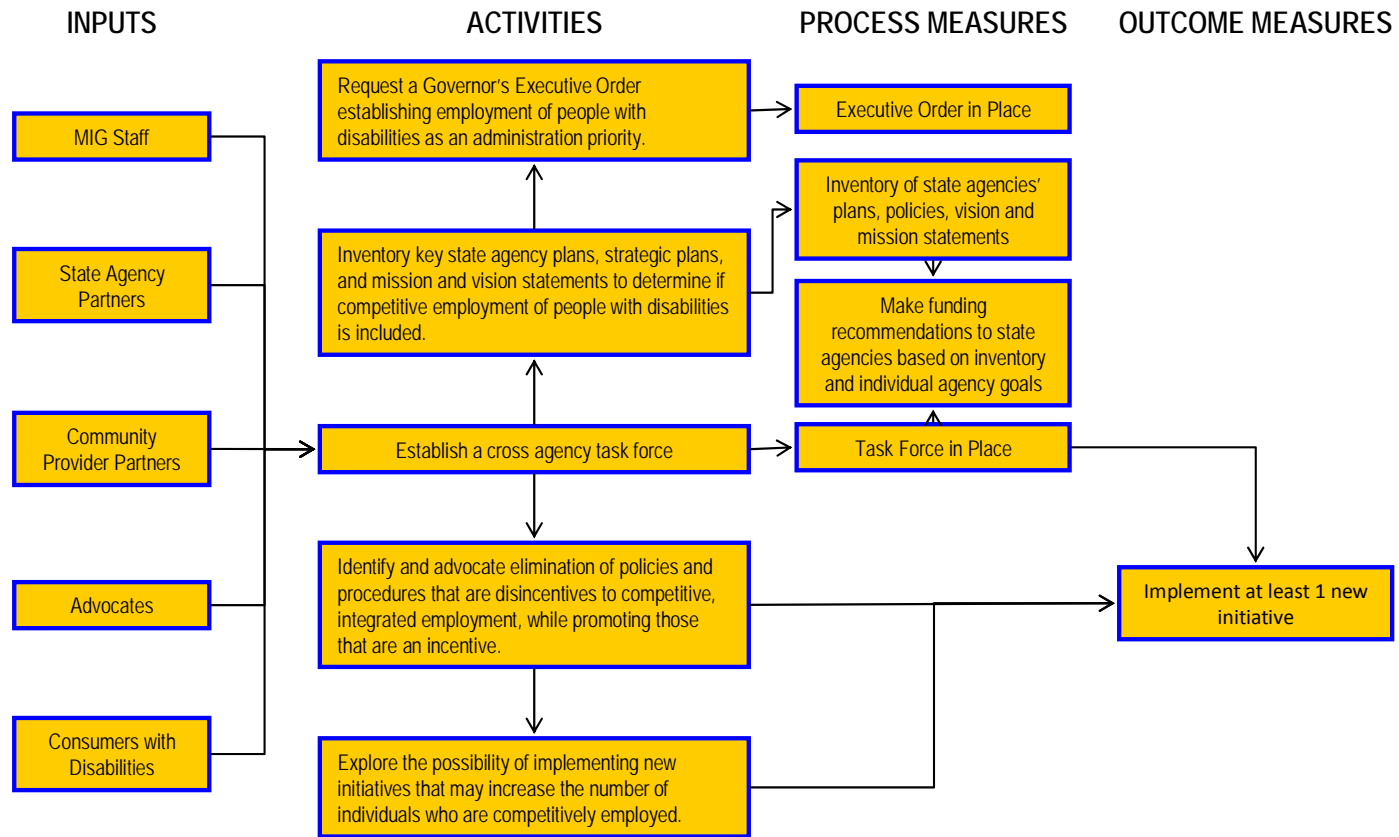 INPUTS
ACTIVITIES
PROCESS MEASURES
OUTCOME MEASURES
MIG Staff
State Agency
Partners
Community
Provider Partners
Advocates
Consumers with
Disabilities
Request a Governor's Executive Order
establishing employment of people with
disabilities as an administration priority.
Inventory key state agency plans, strategic plans,
and mission and vision statements to determine if
competitive employment of people with disabilities
is included.
Establish a cross agency task force
Identify and advocate elimination of policies and
procedures that are disincentives to competitive,
integrated employment, while promoting those
that are an incentive.
Explore the possibility of implementing new
initiatives that may increase the number of
individuals who are competitively employed.
Executive Order in Place
Inventory of state agencies'
plans, policies, vision and
mission statements
Make funding
recommendations to state
agencies based on inventory
and individual agency goals
Task Force in Place
Implement at least 1 new
initiative